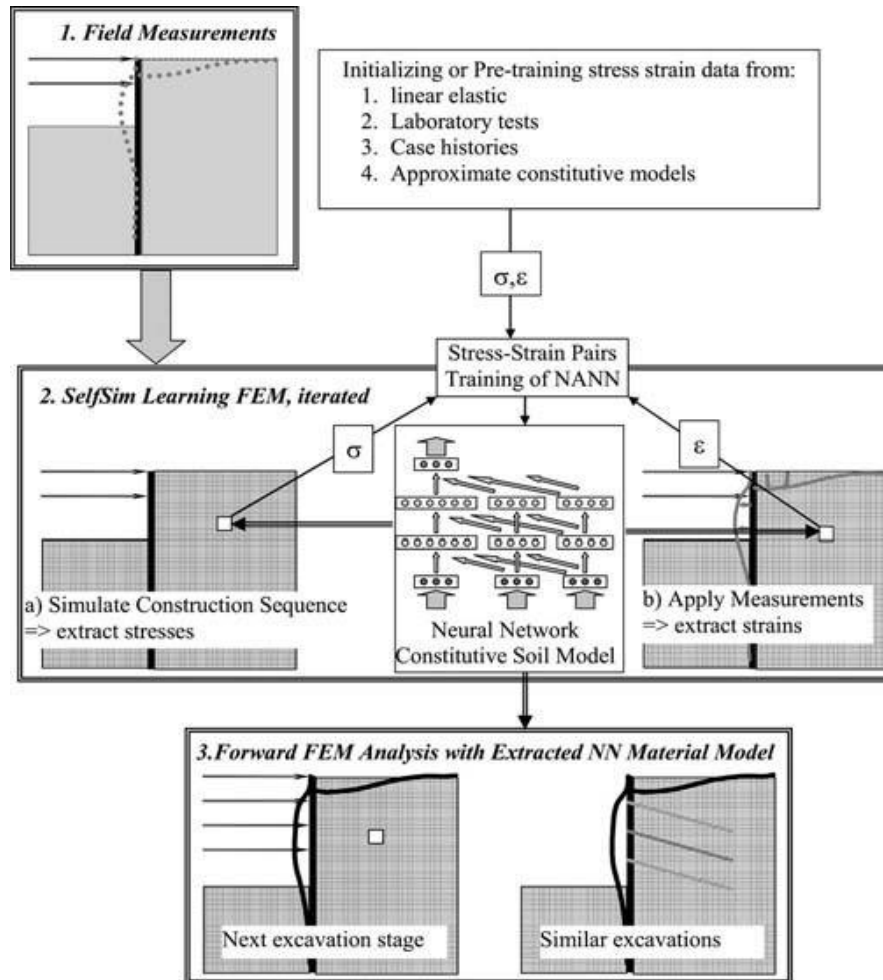 1. Field Measurements
Initializing or Pre-training stress strain data from:
1. linear elastic
2. Laboratory tests
3. Case histories
4. Approximate constitutive models
σ,ε
Stress-Strain Pairs
Training of NANN
2. SelfSim Learning FEM, iterated
σ
ε
a) Simulate Construction Sequence
=> extract stresses
b) Apply Measurements
=> extract strains
Neural Network
Constitutive Soil Model
3.Forward FEM Analysis with Extracted NN Material Model
Next excavation stage
Similar excavations